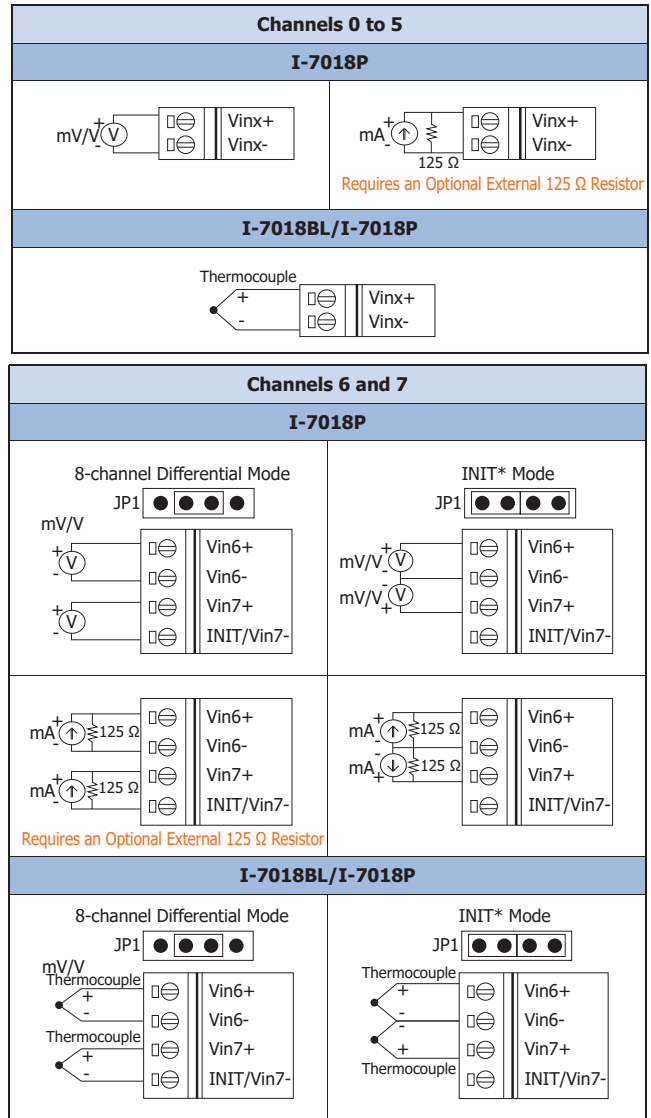 Channels 0 to 5
I-7018P
mV/V
+
-
V
Vinx+
Vinx-
mA
+
-
125 Ω
Vinx+
Vinx-
Requires an Optional External 125 Ω Resistor
I-7018BL/I-7018P
Thermocouple
+
-
Vinx+
Vinx-
Channels 6 and 7
I-7018P
8-channel Differential Mode
JP1
mV/V
+
V
-
+
V
-
Vin6+
Vin6-
Vin7+
INIT/Vin7-
INIT* Mode
JP1
mV/V
+
V
-
-
mV/V
V
+
Vin6+
Vin6-
Vin7+
INIT/Vin7-
mA
+
-
125 Ω
mA
+
-
125 Ω
Vin6+
Vin6-
Vin7+
INIT/Vin7-
Requires an Optional External 125 Ω Resistor
mA
+
-
125 Ω
mA
-
+
125 Ω
Vin6+
Vin6-
Vin7+
INIT/Vin7-
I-7018BL/I-7018P
8-channel Differential Mode
JP1
mV/V
Thermocouple
+
-
Thermocouple
+
-
Vin6+
Vin6-
Vin7+
INIT/Vin7-
INIT* Mode
JP1
Thermocouple
+
-
-
+
Thermocouple
Vin6+
Vin6-
Vin7+
INIT/Vin7-